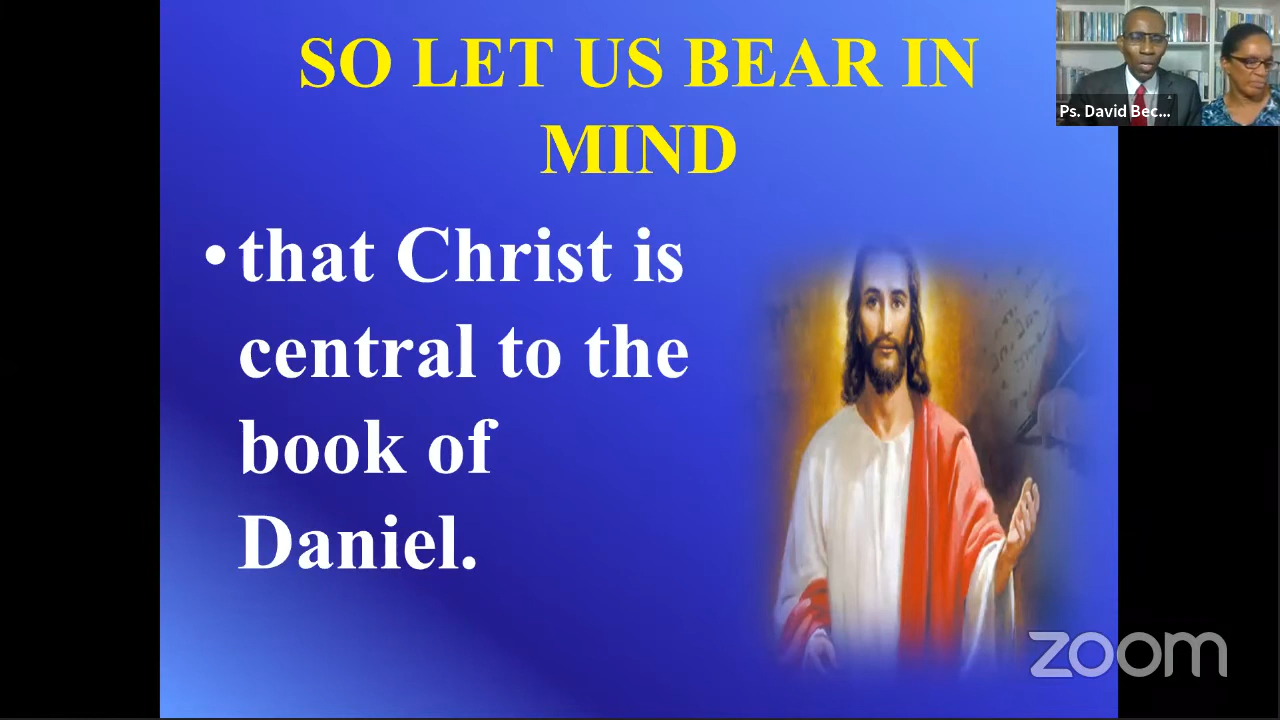 SO LET US BEAR IN
MIND
• that Christ is
central to the
book of
Daniel.
Ps. David Bec...
zoom